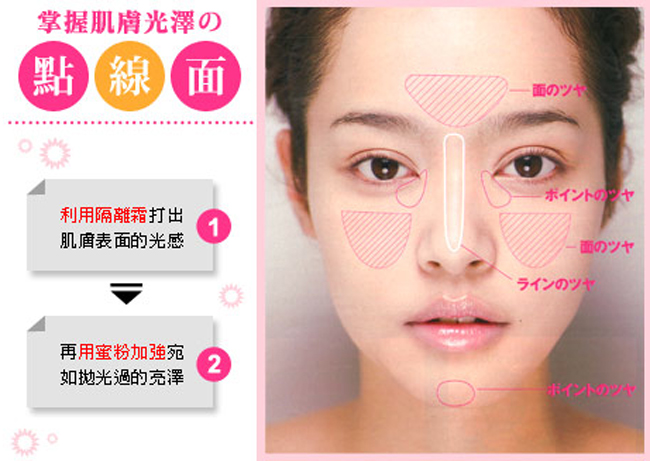 掌握肌膚光澤の
點 線 面
利用隔離霜打出
肌膚表面的光感
1
再用蜜粉加強宛
如拋光過的亮澤
2
面のツヤ
ポイントのツヤ
面のツヤ
ラインのツヤ
ポイントのツヤ